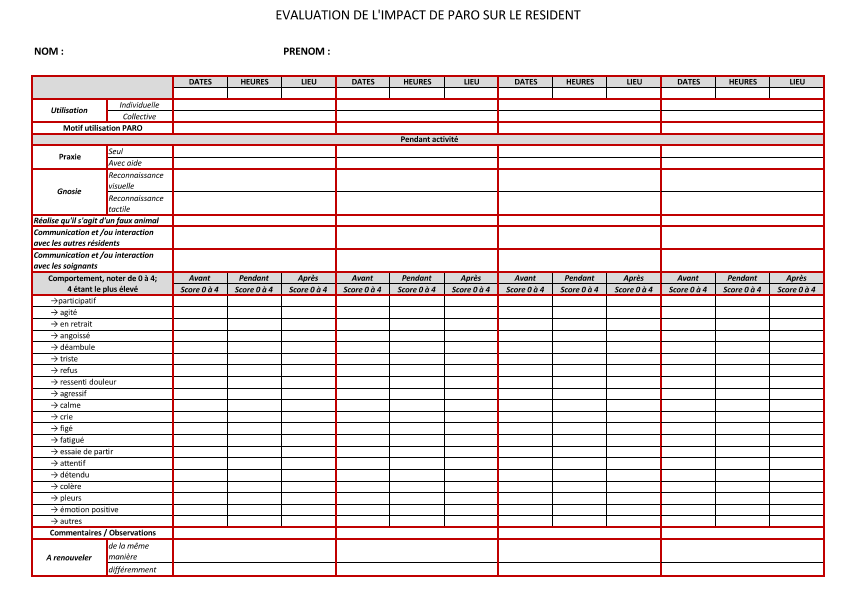 EVALUATION DE L'IMPACT DE PARO SUR LE RESIDENT
NOM : PRENOM :
DATES HEURES LIEU DATES HEURES LIEU DATES HEURES LIEU DATES HEURES LIEU
Utilisation
Individuelle
Collective
Motif utilisation PARO
Pendant activité
Praxie
Seul
Avec aide
Gnosie
Reconnaissance
visuelle
Reconnaissance
tactile
Réalise qu'il s'agit d'un faux animal
Communication et /ou interaction
avec les autres résidents
Communication et /ou interaction
avec les soignants
Comportement, noter de 0 à 4; Avant Pendant Après Avant Pendant Après Avant Pendant Après Avant Pendant Après
4 étant le plus élevé Score 0 à 4 Score 0 à 4 Score 0 à 4 Score 0 à 4 Score 0 à 4 Score 0 à 4 Score 0 à 4 Score 0 à 4 Score 0 à 4 Score 0 à 4 Score 0 à 4 Score 0 à 4
→participatif
→ agité
→ en retrait
→ angoissé
→ déambule
→ triste
→ refus
→ ressenti douleur
→ agressif
→ calme
→ crie
→ figé
→ fatigué
→ essaie de partir
→ attentif
→ détendu
→ colère
→ pleurs
→ émotion positive
→ autres
Commentaires / Observations
A renouveler
de la même
manière
différemment